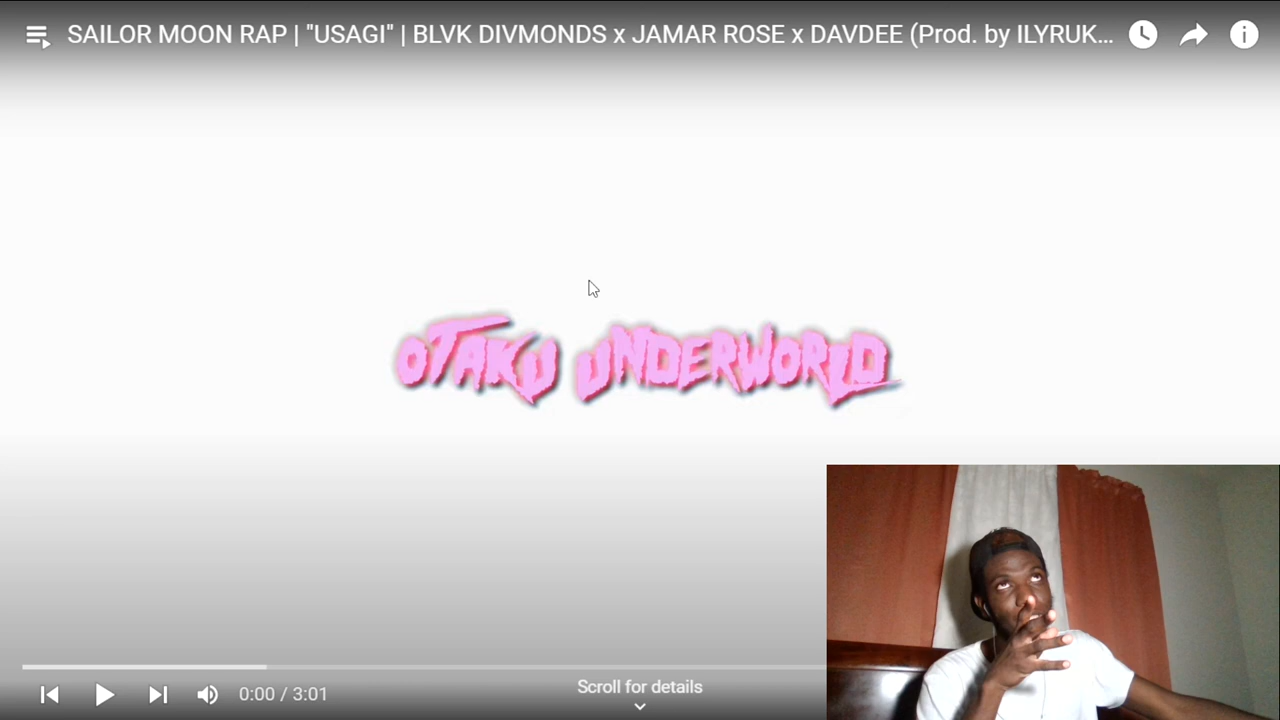 SAILOR MOON RAP | "USAGI" | BLVK DIVMONDS x JAMAR ROSE x DAVDEE (Prod. by ILYRUK...
OTAKU UNDERWORLD
0:00 / 3:01
Scroll for details